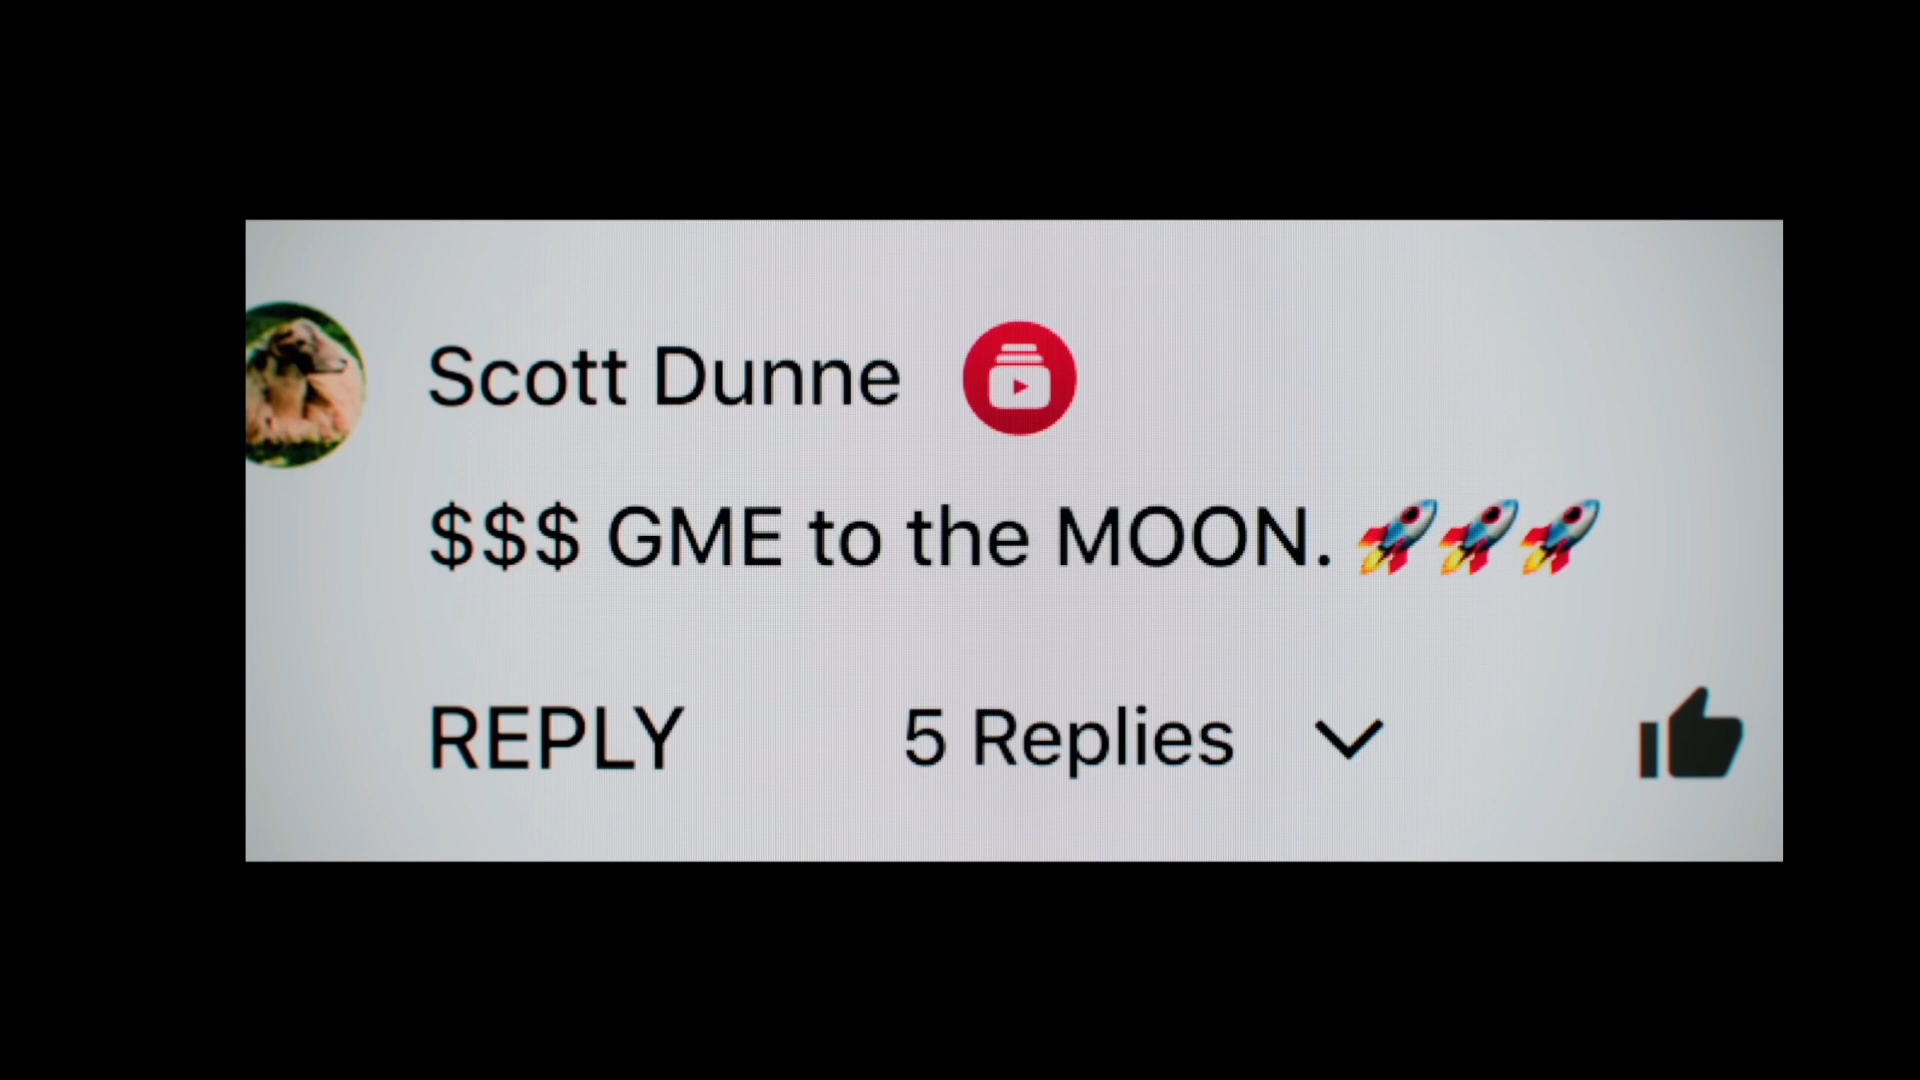 Scott Dunne
$$$ GME to the MOON. 🚀🚀🚀
REPLY 5 Replies